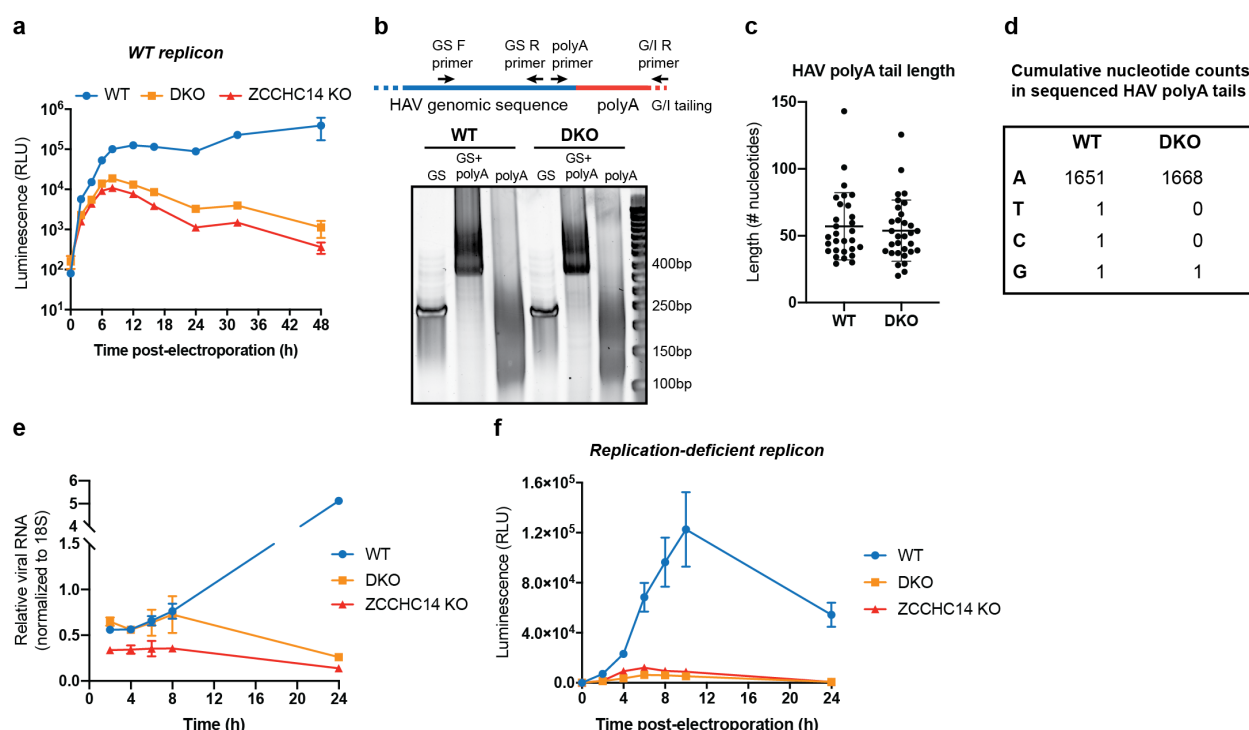 a
WT replicon
WT DKO ZCCHC14 KO
Luminescence (RLU)
10⁶
10⁵
10⁴
10³
10²
10¹
0 6 12 18 24 30 36 42 48
Time post-electroporation (h)
b
GS F primer
GS R primer
polyA primer
G/I R primer
HAV genomic sequence
polyA
G/I tailing
WT DKO
GS GS+ polyA polyA GS GS+ polyA polyA
400bp
250bp
150bp
100bp
c
HAV polyA tail length
Length (# nucleotides)
150
100
50
0
WT DKO
d
Cumulative nucleotide counts
in sequenced HAV polyA tails
WT DKO
A 1651 1668
T 1 0
C 1 0
G 1 1
e
Relative viral RNA
(normalized to 18S)
6
5
4
1.5
1.0
0.5
0.0
0 4 8 12 16 20 24
Time (h)
WT
DKO
ZCCHC14 KO
f
Replication-deficient replicon
Luminescence (RLU)
1.6×10⁵
1.2×10⁵
8.0×10⁴
4.0×10⁴
0.0
0 4 8 12 16 20 24
Time post-electroporation (h)
WT
DKO
ZCCHC14 KO